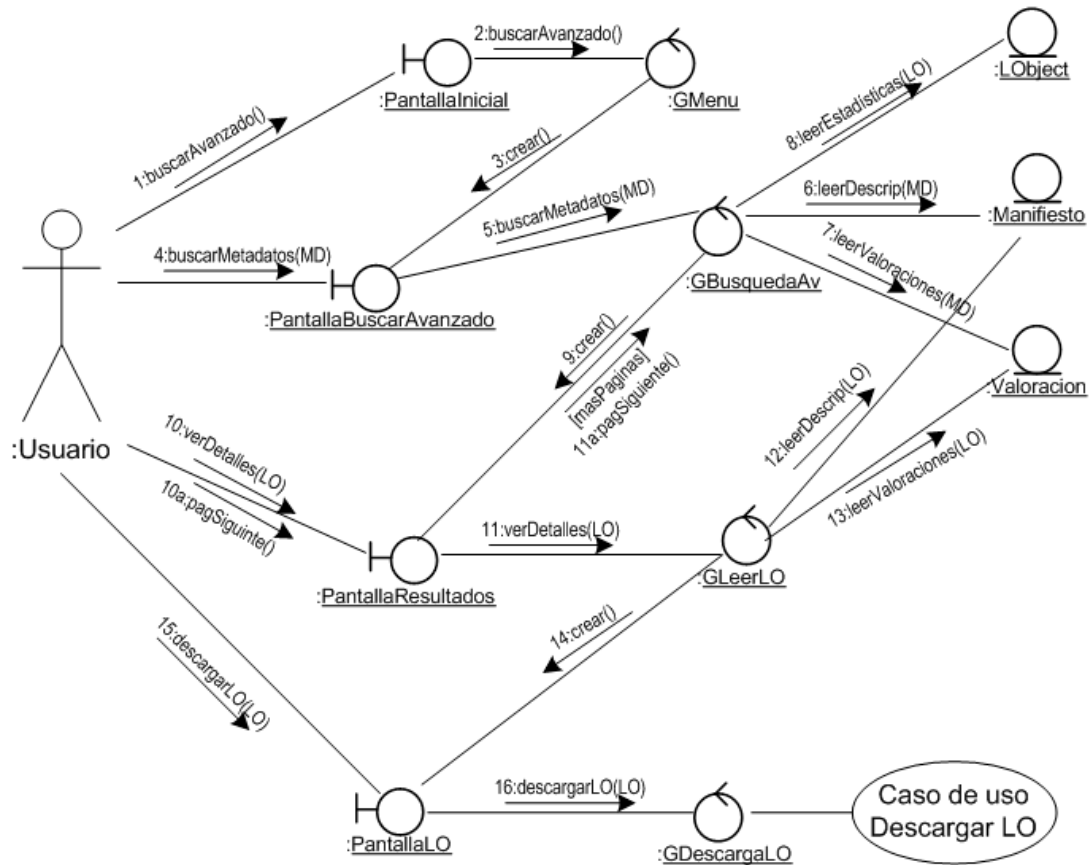 2:buscarAvanzado()
:PantallaInicial
:GMenu
:LObject
1:buscarAvanzado()
3:crear()
8:leerEstadísticas(LO)
6:leerDescrip(MD)
:Manifiesto
5:buscarMetadatos(MD)
4:buscarMetadatos(MD)
7:leerValoraciones(MD)
:GBusquedaAv
:PantallaBuscarAvanzado
9:crear()
[masPaginas]
11a:pagSiguiente()
:Valoracion
:Usuario
10:verDetalles(LO)
10a:pagSiguinte()
12:leerDescrip(LO)
13:leerValoraciones(LO)
11:verDetalles(LO)
:PantallaResultados
:GLeerLO
14:crear()
15:descargarLO(LO)
16:descargarLO(LO)
:PantallaLO
:GDescargaLO
Caso de uso
Descargar LO